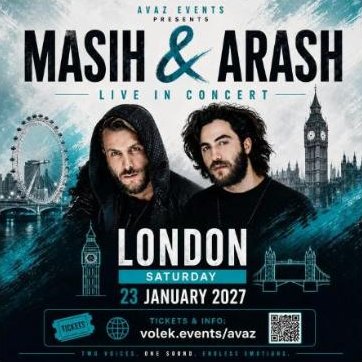 AVAZ EVENTS
PRESENTS
MASIH & ARASH
LIVE IN CONCERT
LONDON
SATURDAY
23 JANUARY 2027
TICKETS
TICKETS & INFO:
volek.events/avaz
TWO VOICES. ONE SOUND. ENDLESS EMOTIONS.